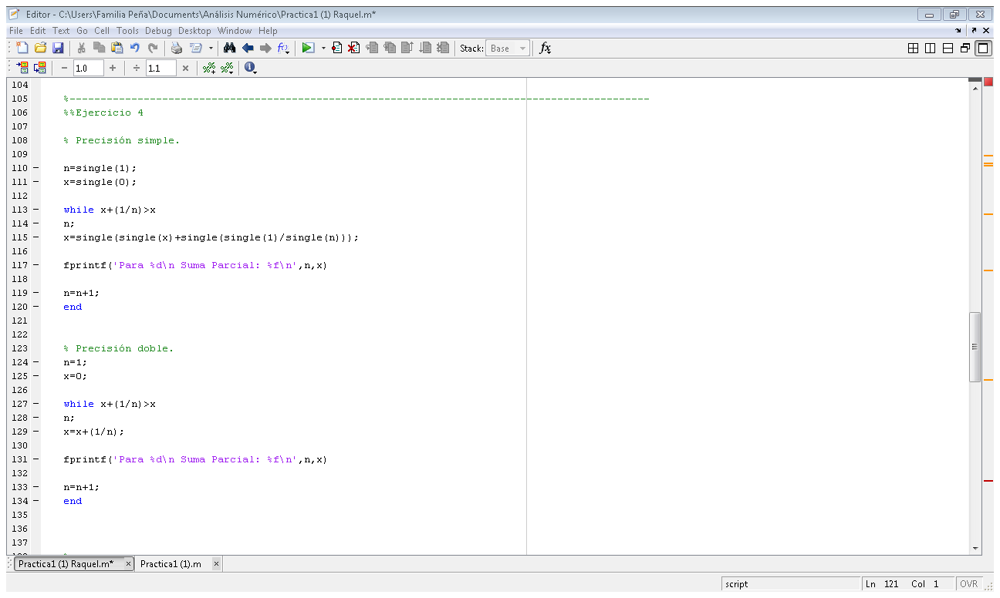 Editor - C:\Users\Familia Peña\Documents\Análisis Numérico\Practica1 (1) Raquel.m*
File Edit Text Go Cell Tools Debug Desktop Window Help
Stack: Base fx
- 1.0 + ÷ 1.1 ×
104
105 %----------------------------------------------------------------------------------------------
106 %%Ejercicio 4
107
108 % Precisión simple.
109
110 - n=single(1);
111 - x=single(0);
112
113 - while x+(1/n)>x
114 - n;
115 - x=single(single(x)+single(single(1)/single(n)));
116
117 - fprintf('Para %d\n Suma Parcial: %f\n',n,x)
118
119 - n=n+1;
120 - end
121
122
123 % Precisión doble.
124 - n=1;
125 - x=0;
126
127 - while x+(1/n)>x
128 - n;
129 - x=x+(1/n);
130
131 - fprintf('Para %d\n Suma Parcial: %f\n',n,x)
132
133 - n=n+1;
134 - end
135
136
137
Practica1 (1) Raquel.m* × Practica1 (1).m ×
script Ln 121 Col 1 OVR